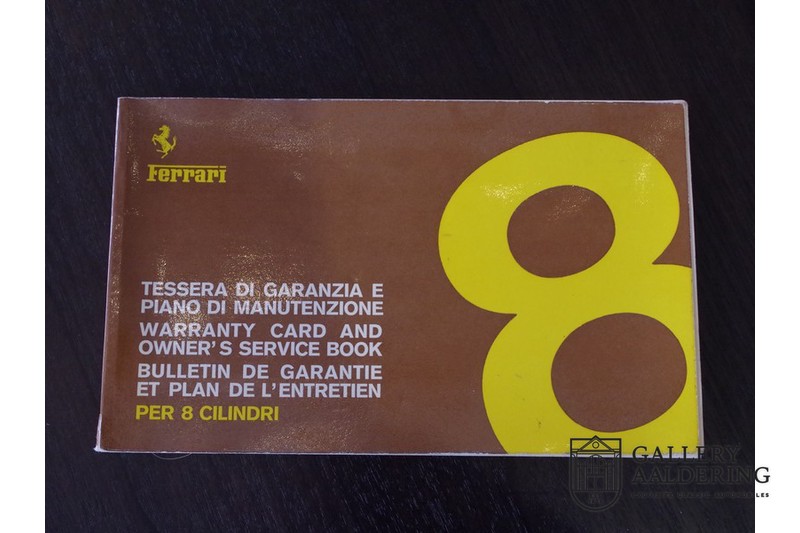 Ferrari
8
TESSERA DI GARANZIA E
PIANO DI MANUTENZIONE
WARRANTY CARD AND
OWNER'S SERVICE BOOK
BULLETIN DE GARANTIE
ET PLAN DE L'ENTRETIEN
PER 8 CILINDRI
GALLERY
AALDERING